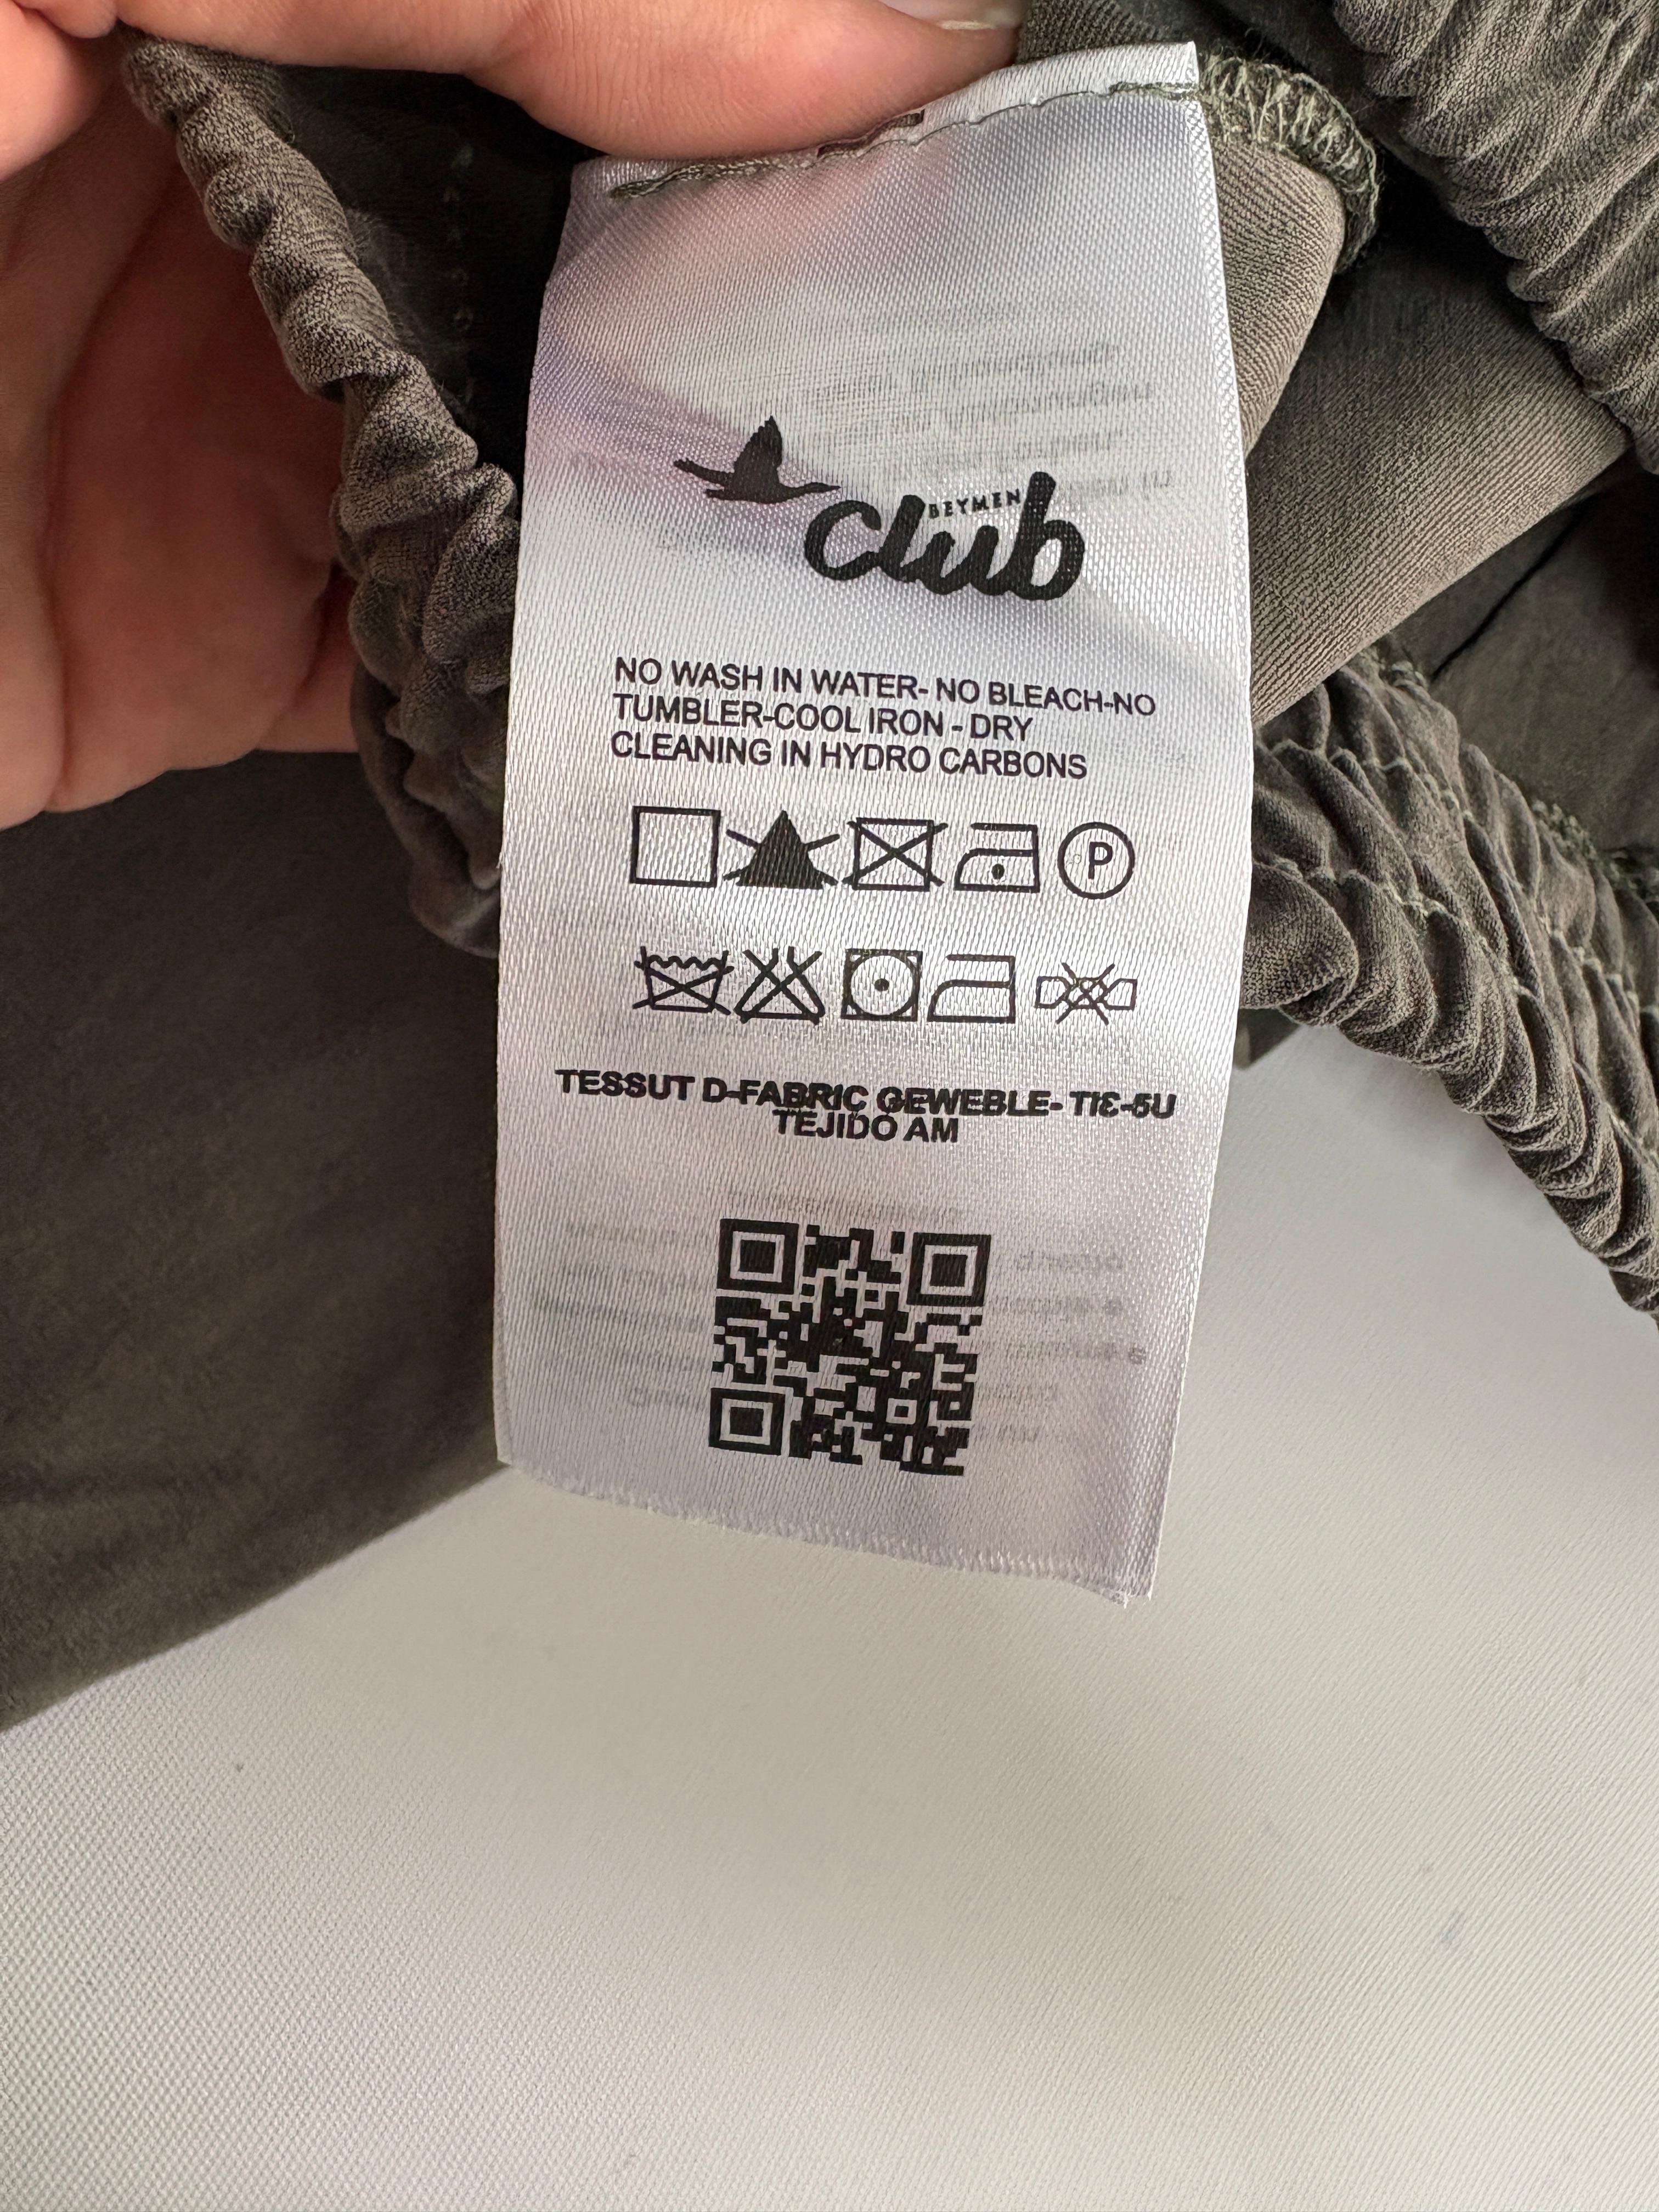 BEYMEN
club
NO WASH IN WATER- NO BLEACH-NO
TUMBLER-COOL IRON - DRY
CLEANING IN HYDRO CARBONS
P
TESSUT D-FABRIC GEWEBLE- TIƐ-5U
TEJIDO AM